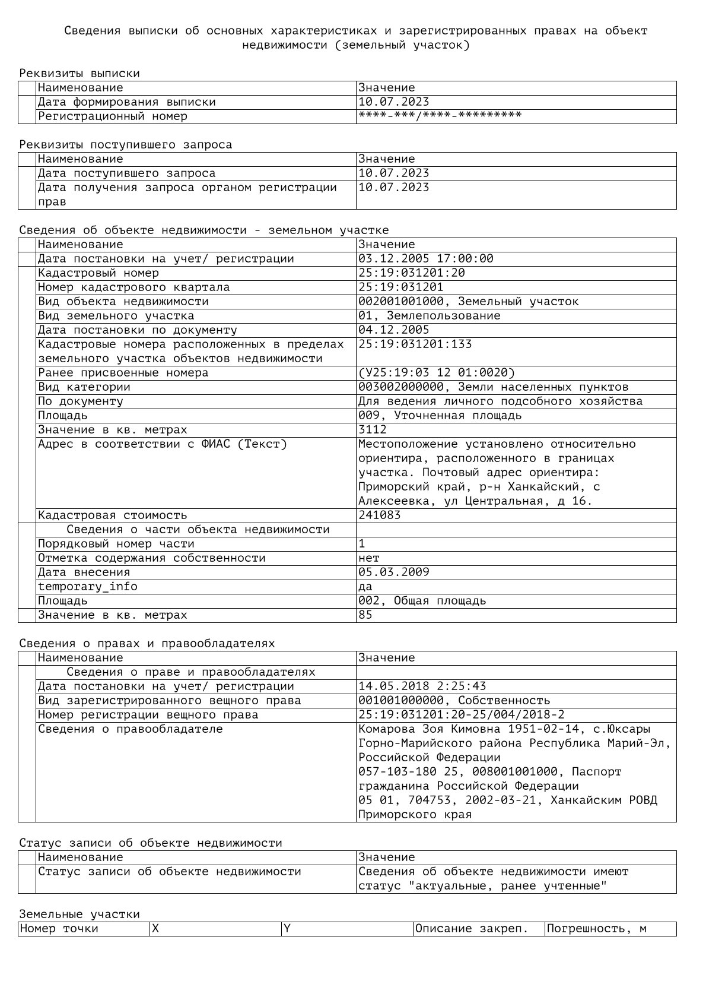 Сведения выписки об основных характеристиках и зарегистрированных правах на объект
недвижимости (земельный участок)
Реквизиты выписки
Наименование Значение
Дата формирования выписки 10.07.2023
Регистрационный номер ****-***/****-*********
Реквизиты поступившего запроса
Наименование Значение
Дата поступившего запроса 10.07.2023
Дата получения запроса органом регистрации 10.07.2023
прав
Сведения об объекте недвижимости - земельном участке
Наименование Значение
Дата постановки на учет/ регистрации 03.12.2005 17:00:00
Кадастровый номер 25:19:031201:20
Номер кадастрового квартала 25:19:031201
Вид объекта недвижимости 002001001000, Земельный участок
Вид земельного участка 01, Землепользование
Дата постановки по документу 04.12.2005
Кадастровые номера расположенных в пределах 25:19:031201:133
земельного участка объектов недвижимости
Ранее присвоенные номера (У25:19:03 12 01:0020)
Вид категории 003002000000, Земли населенных пунктов
По документу Для ведения личного подсобного хозяйства
Площадь 009, Уточненная площадь
Значение в кв. метрах 3112
Адрес в соответствии с ФИАС (Текст) Местоположение установлено относительно
ориентира, расположенного в границах
участка. Почтовый адрес ориентира:
Приморский край, р-н Ханкайский, с
Алексеевка, ул Центральная, д 16.
Кадастровая стоимость 241083
Сведения о части объекта недвижимости
Порядковый номер части 1
Отметка содержания собственности нет
Дата внесения 05.03.2009
temporary_info да
Площадь 002, Общая площадь
Значение в кв. метрах 85
Сведения о правах и правообладателях
Наименование Значение
Сведения о праве и правообладателях
Дата постановки на учет/ регистрации 14.05.2018 2:25:43
Вид зарегистрированного вещного права 001001000000, Собственность
Номер регистрации вещного права 25:19:031201:20-25/004/2018-2
Сведения о правообладателе Комарова Зоя Кимовна 1951-02-14, с.Юксары
Горно-Марийского района Республика Марий-Эл,
Российской Федерации
057-103-180 25, 008001001000, Паспорт
гражданина Российской Федерации
05 01, 704753, 2002-03-21, Ханкайским РОВД
Приморского края
Статус записи об объекте недвижимости
Наименование Значение
Статус записи об объекте недвижимости Сведения об объекте недвижимости имеют
статус "актуальные, ранее учтенные"
Земельные участки
Номер точки X Y Описание закреп. Погрешность, м